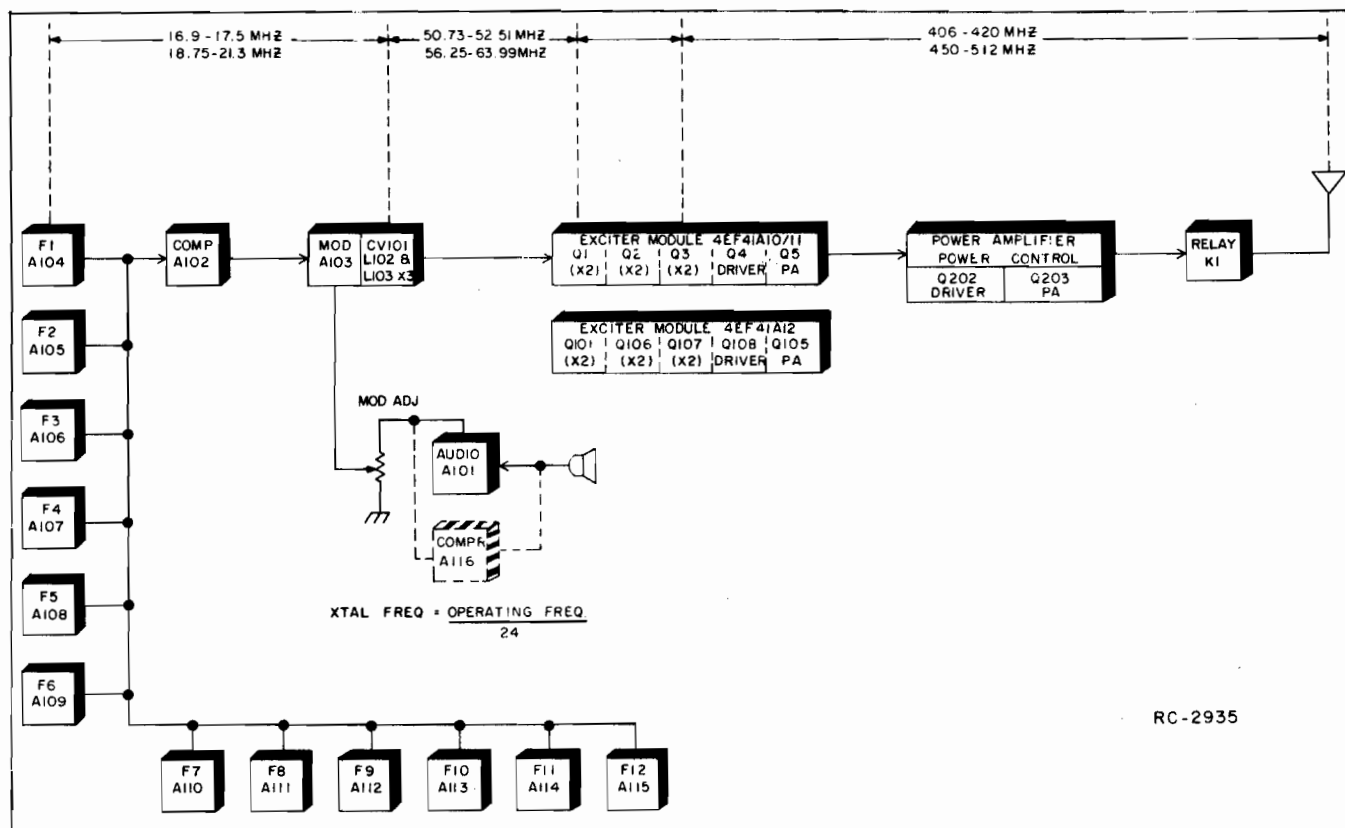 16.9-17.5 MHZ
18.75-21.3 MHZ
50.73-52.51MHZ
56.25-63.99MHZ
406-420 MHZ
450-512 MHZ
F1
A104
COMP
A102
MOD
A103
CV101
L102 &
L103 X3
EXCITER MODULE 4EF41A10/11
Q1 Q2 Q3 Q4 Q5
(X2) (X2) (X2) DRIVER PA
POWER AMPLIFIER
POWER CONTROL
Q202
DRIVER
Q203
PA
RELAY
K1
F2
A105
EXCITER MODULE 4EF41A12
Q101 Q106 Q107 Q108 Q105
(X2) (X2) (X2) DRIVER PA
F3
A106
MOD ADJ
AUDIO
A101
F4
A107
COMPR
A116
F5
A108
XTAL FREQ = OPERATING FREQ.
24
F6
A109
RC-2935
F7
A110
F8
A111
F9
A112
F10
A113
F11
A114
F12
A115